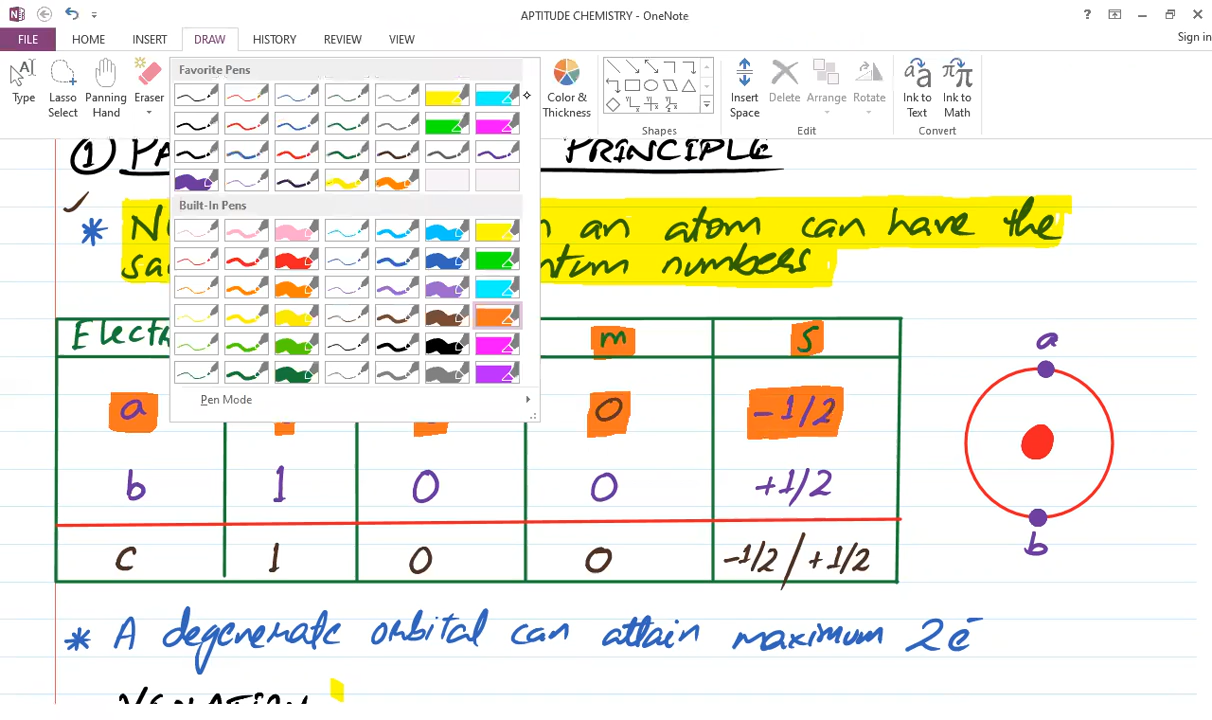 APTITUDE CHEMISTRY - OneNote
?
FILE HOME INSERT DRAW HISTORY REVIEW VIEW
Sign in
Type
Lasso Select
Panning Hand
Eraser
Favorite Pens
Built-In Pens
Pen Mode
Color & Thickness
Shapes
Insert Space
Delete
Arrange
Rotate
Edit
Ink to Text
Ink to Math
Convert
① PA PRINCIPLE
* N n an atom can have the
sa ntum numbers
Electr m s
a 0 -1/2
b 1 0 0 +1/2
c 1 0 0 -1/2 / +1/2
a
b
* A degenerate orbital can attain maximum 2ē